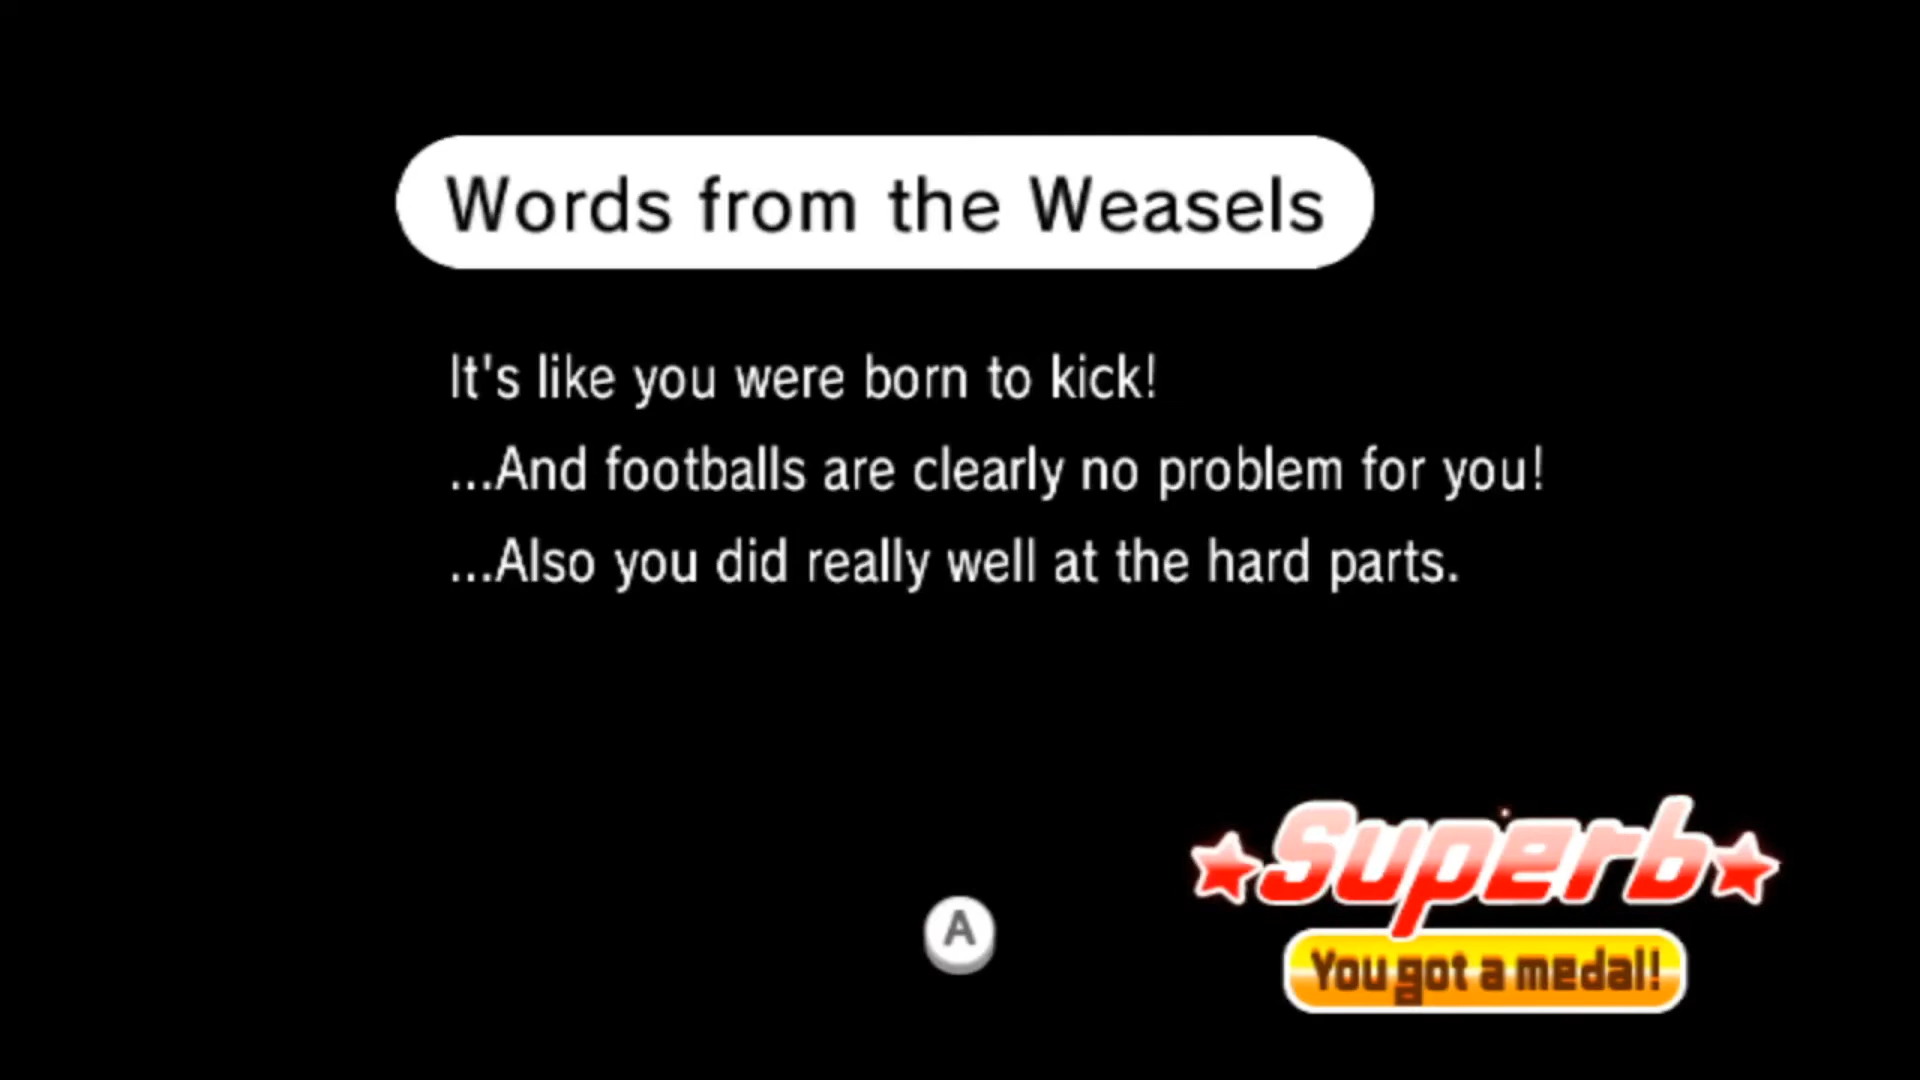 Words from the Weasels
It's like you were born to kick!
...And footballs are clearly no problem for you!
...Also you did really well at the hard parts.
Superb
A
You got a medal!